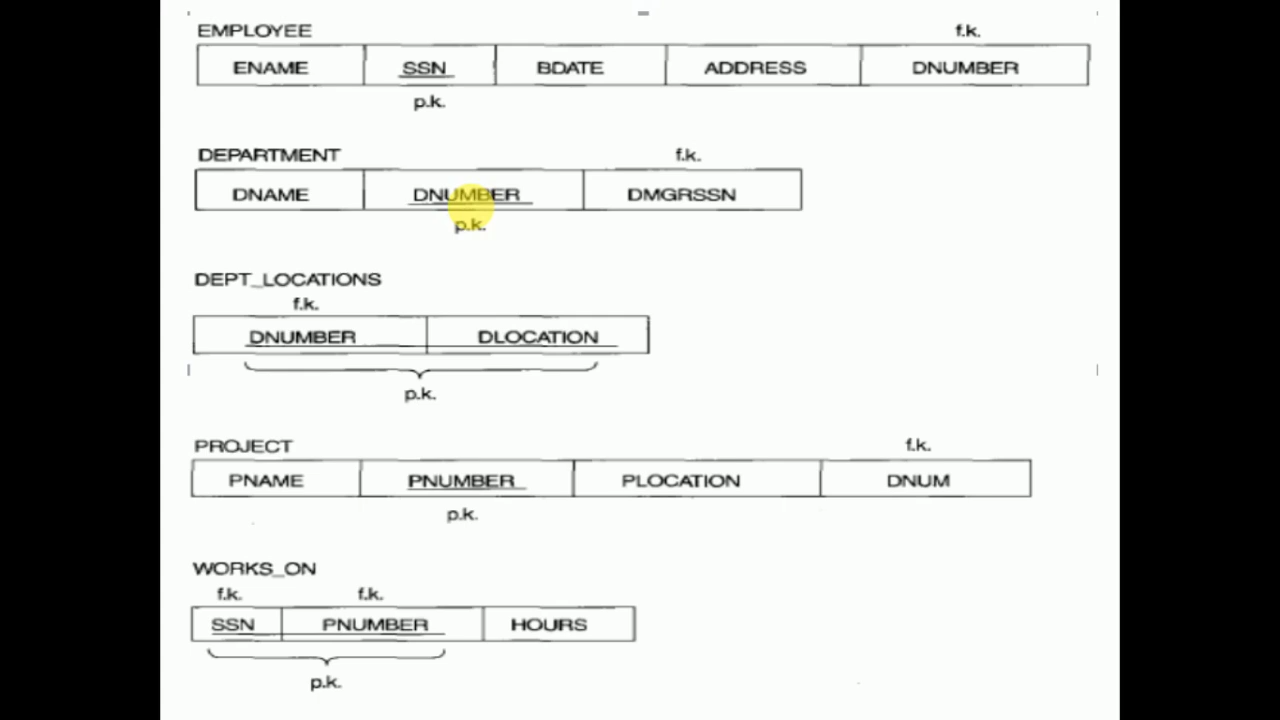 EMPLOYEE f.k.
ENAME SSN BDATE ADDRESS DNUMBER
p.k.
DEPARTMENT f.k.
DNAME DNUMBER DMGRSSN
p.k.
DEPT_LOCATIONS
f.k.
DNUMBER DLOCATION
p.k.
PROJECT f.k.
PNAME PNUMBER PLOCATION DNUM
p.k.
WORKS_ON
f.k. f.k.
SSN PNUMBER HOURS
p.k.